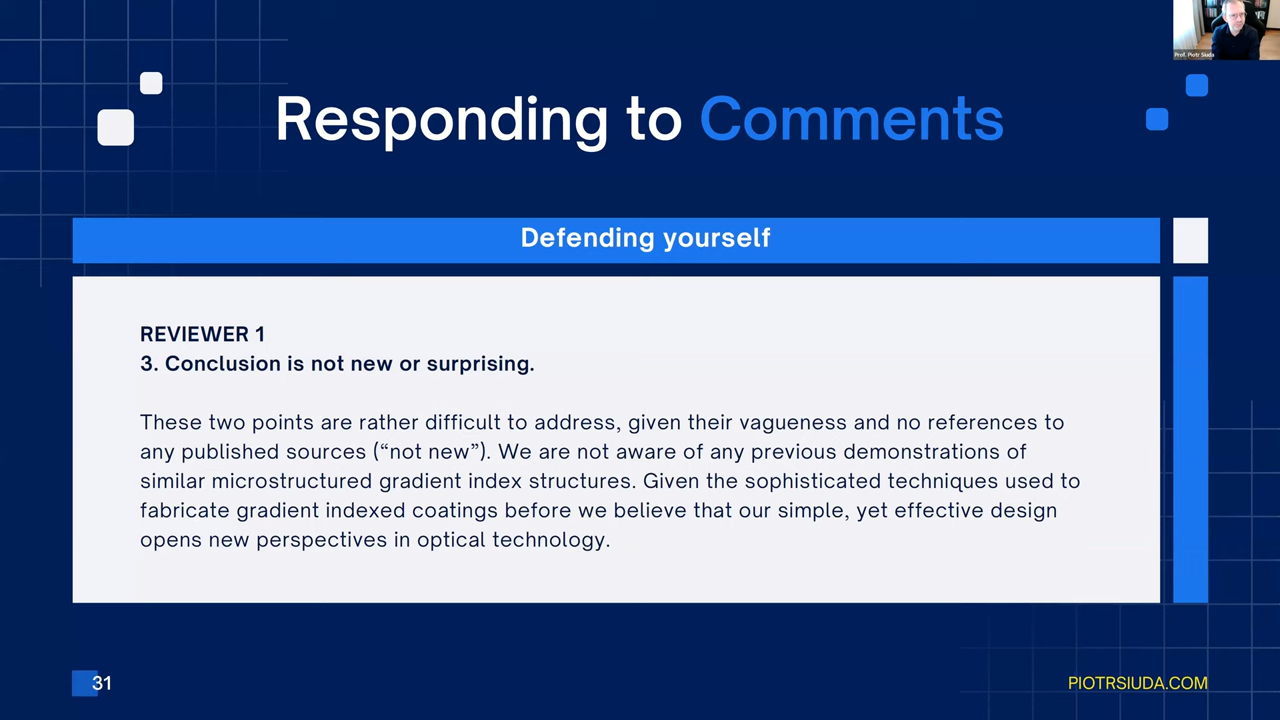 Prof. Piotr Siuda
Responding to Comments
Defending yourself
REVIEWER 1
3. Conclusion is not new or surprising.
These two points are rather difficult to address, given their vagueness and no references to
any published sources (“not new”). We are not aware of any previous demonstrations of
similar microstructured gradient index structures. Given the sophisticated techniques used to
fabricate gradient indexed coatings before we believe that our simple, yet effective design
opens new perspectives in optical technology.
31
PIOTRSIUDA.COM